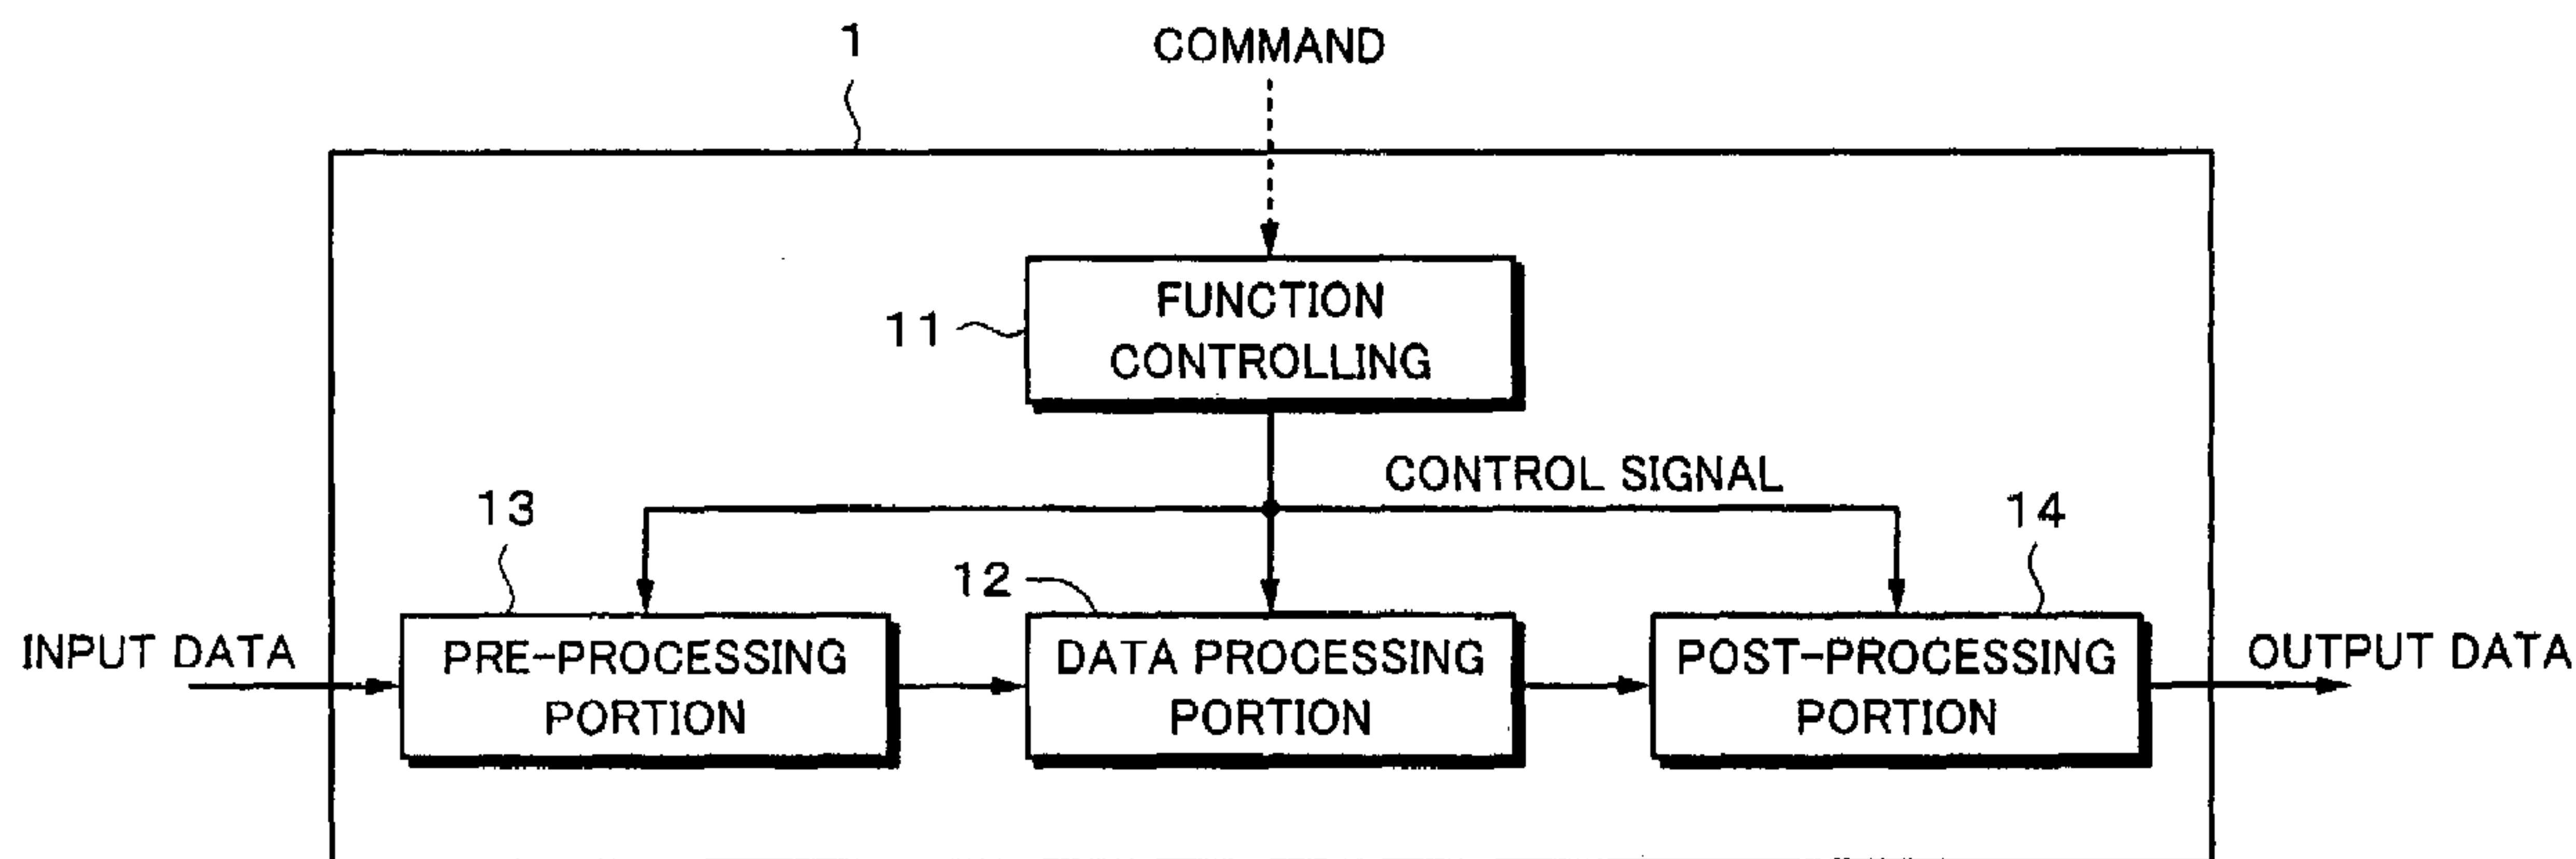 1
COMMAND
11
FUNCTION
CONTROLLING
CONTROL SIGNAL
13
12
14
INPUT DATA
PRE-PROCESSING
PORTION
DATA PROCESSING
PORTION
POST-PROCESSING
PORTION
OUTPUT DATA